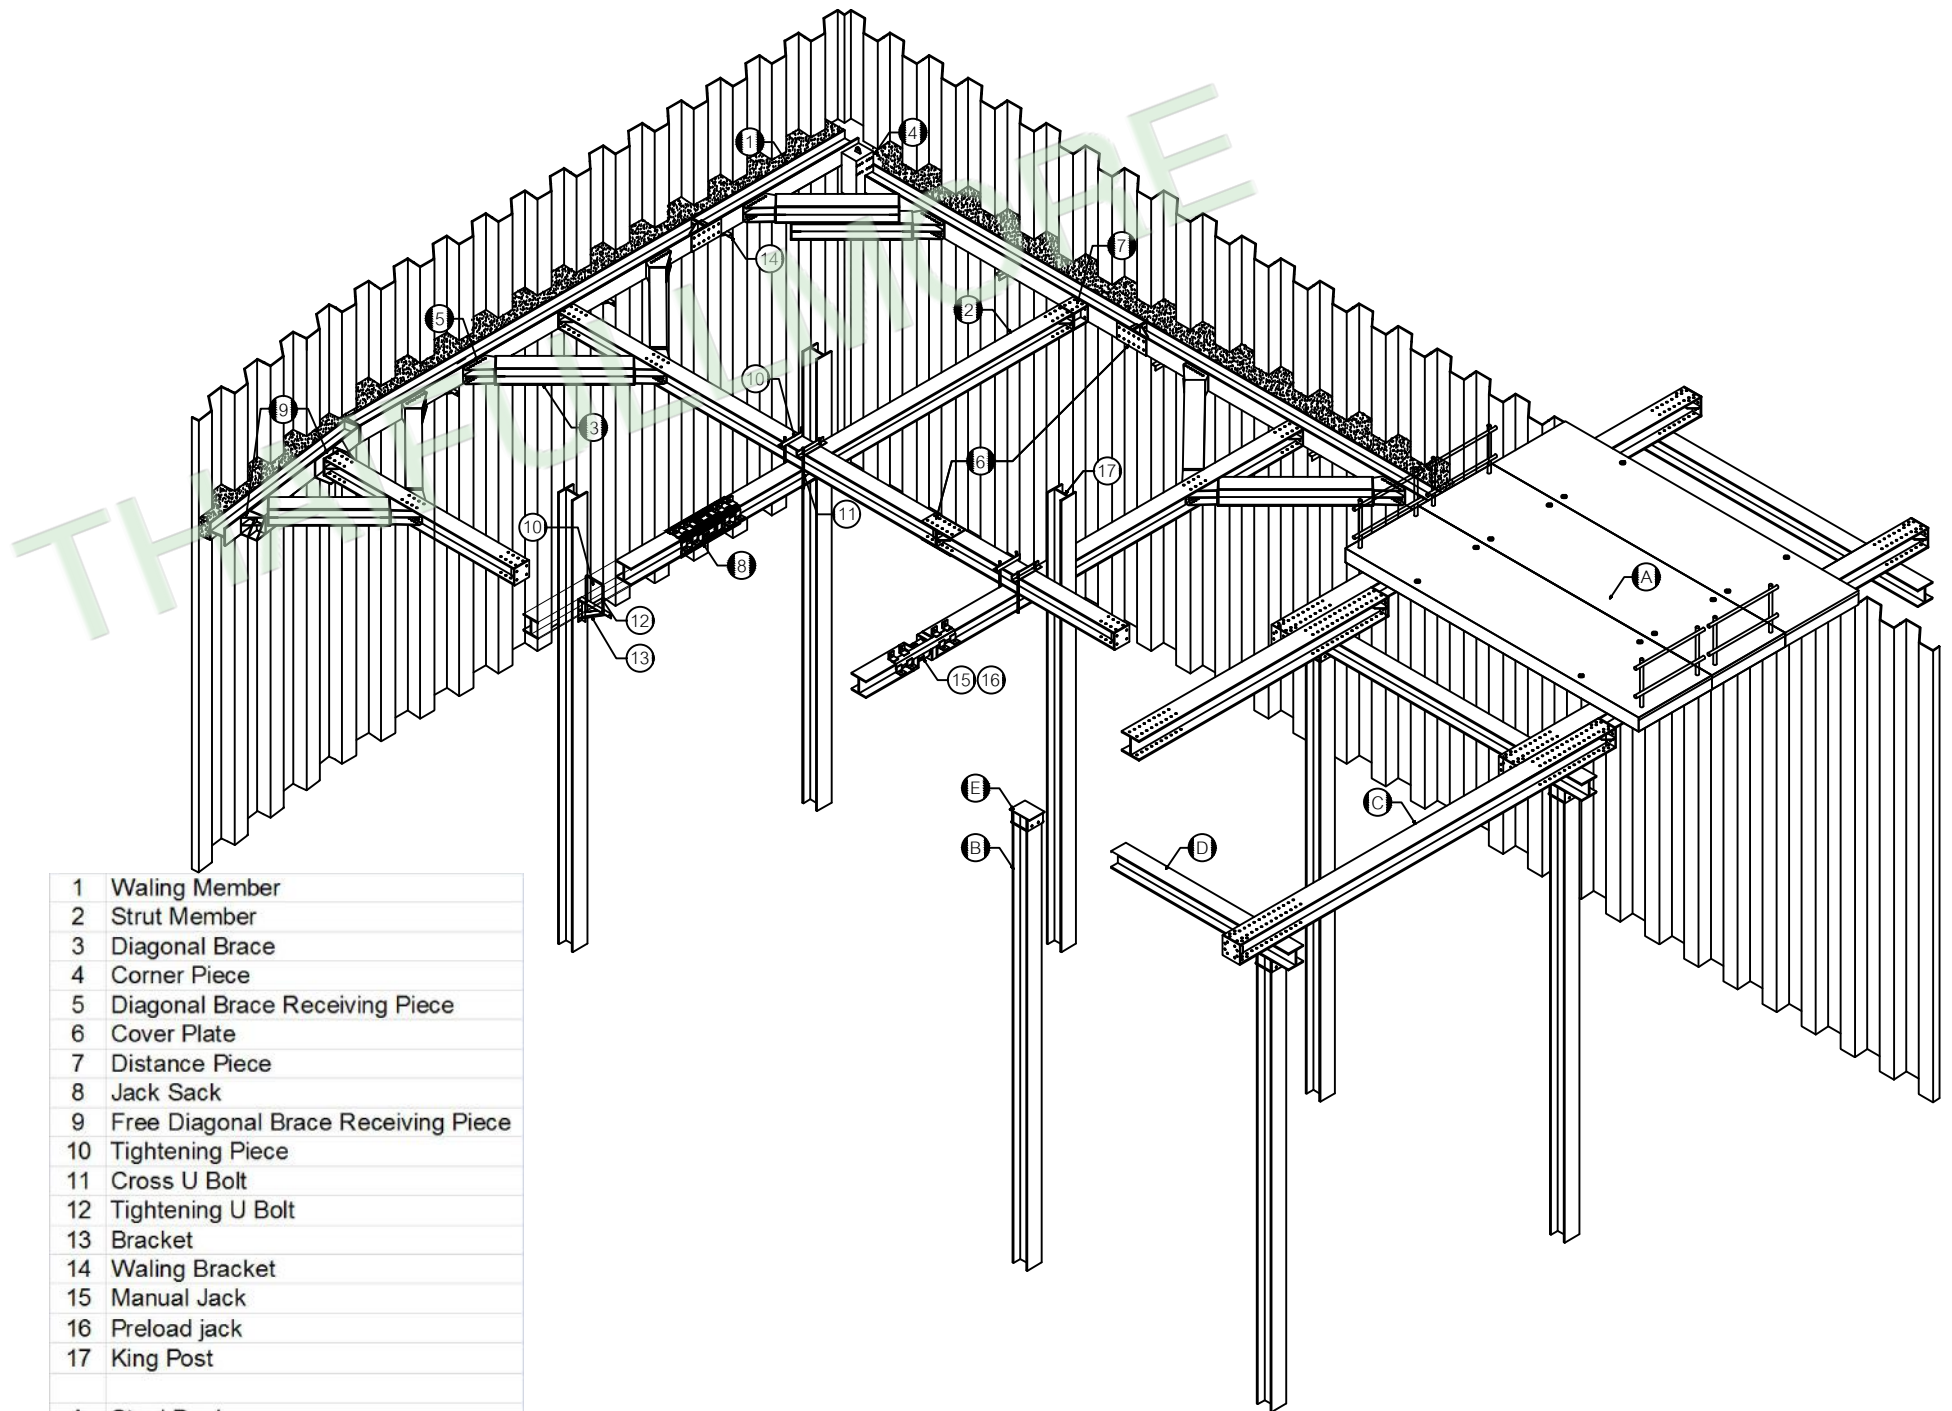 THAIFULLMORE
1
4
7
14
5
2
10
9
3
6
17
11
10
8
A
12
13
15 16
E
C
B
D
1 Waling Member
2 Strut Member
3 Diagonal Brace
4 Corner Piece
5 Diagonal Brace Receiving Piece
6 Cover Plate
7 Distance Piece
8 Jack Sack
9 Free Diagonal Brace Receiving Piece
10 Tightening Piece
11 Cross U Bolt
12 Tightening U Bolt
13 Bracket
14 Waling Bracket
15 Manual Jack
16 Preload jack
17 King Post